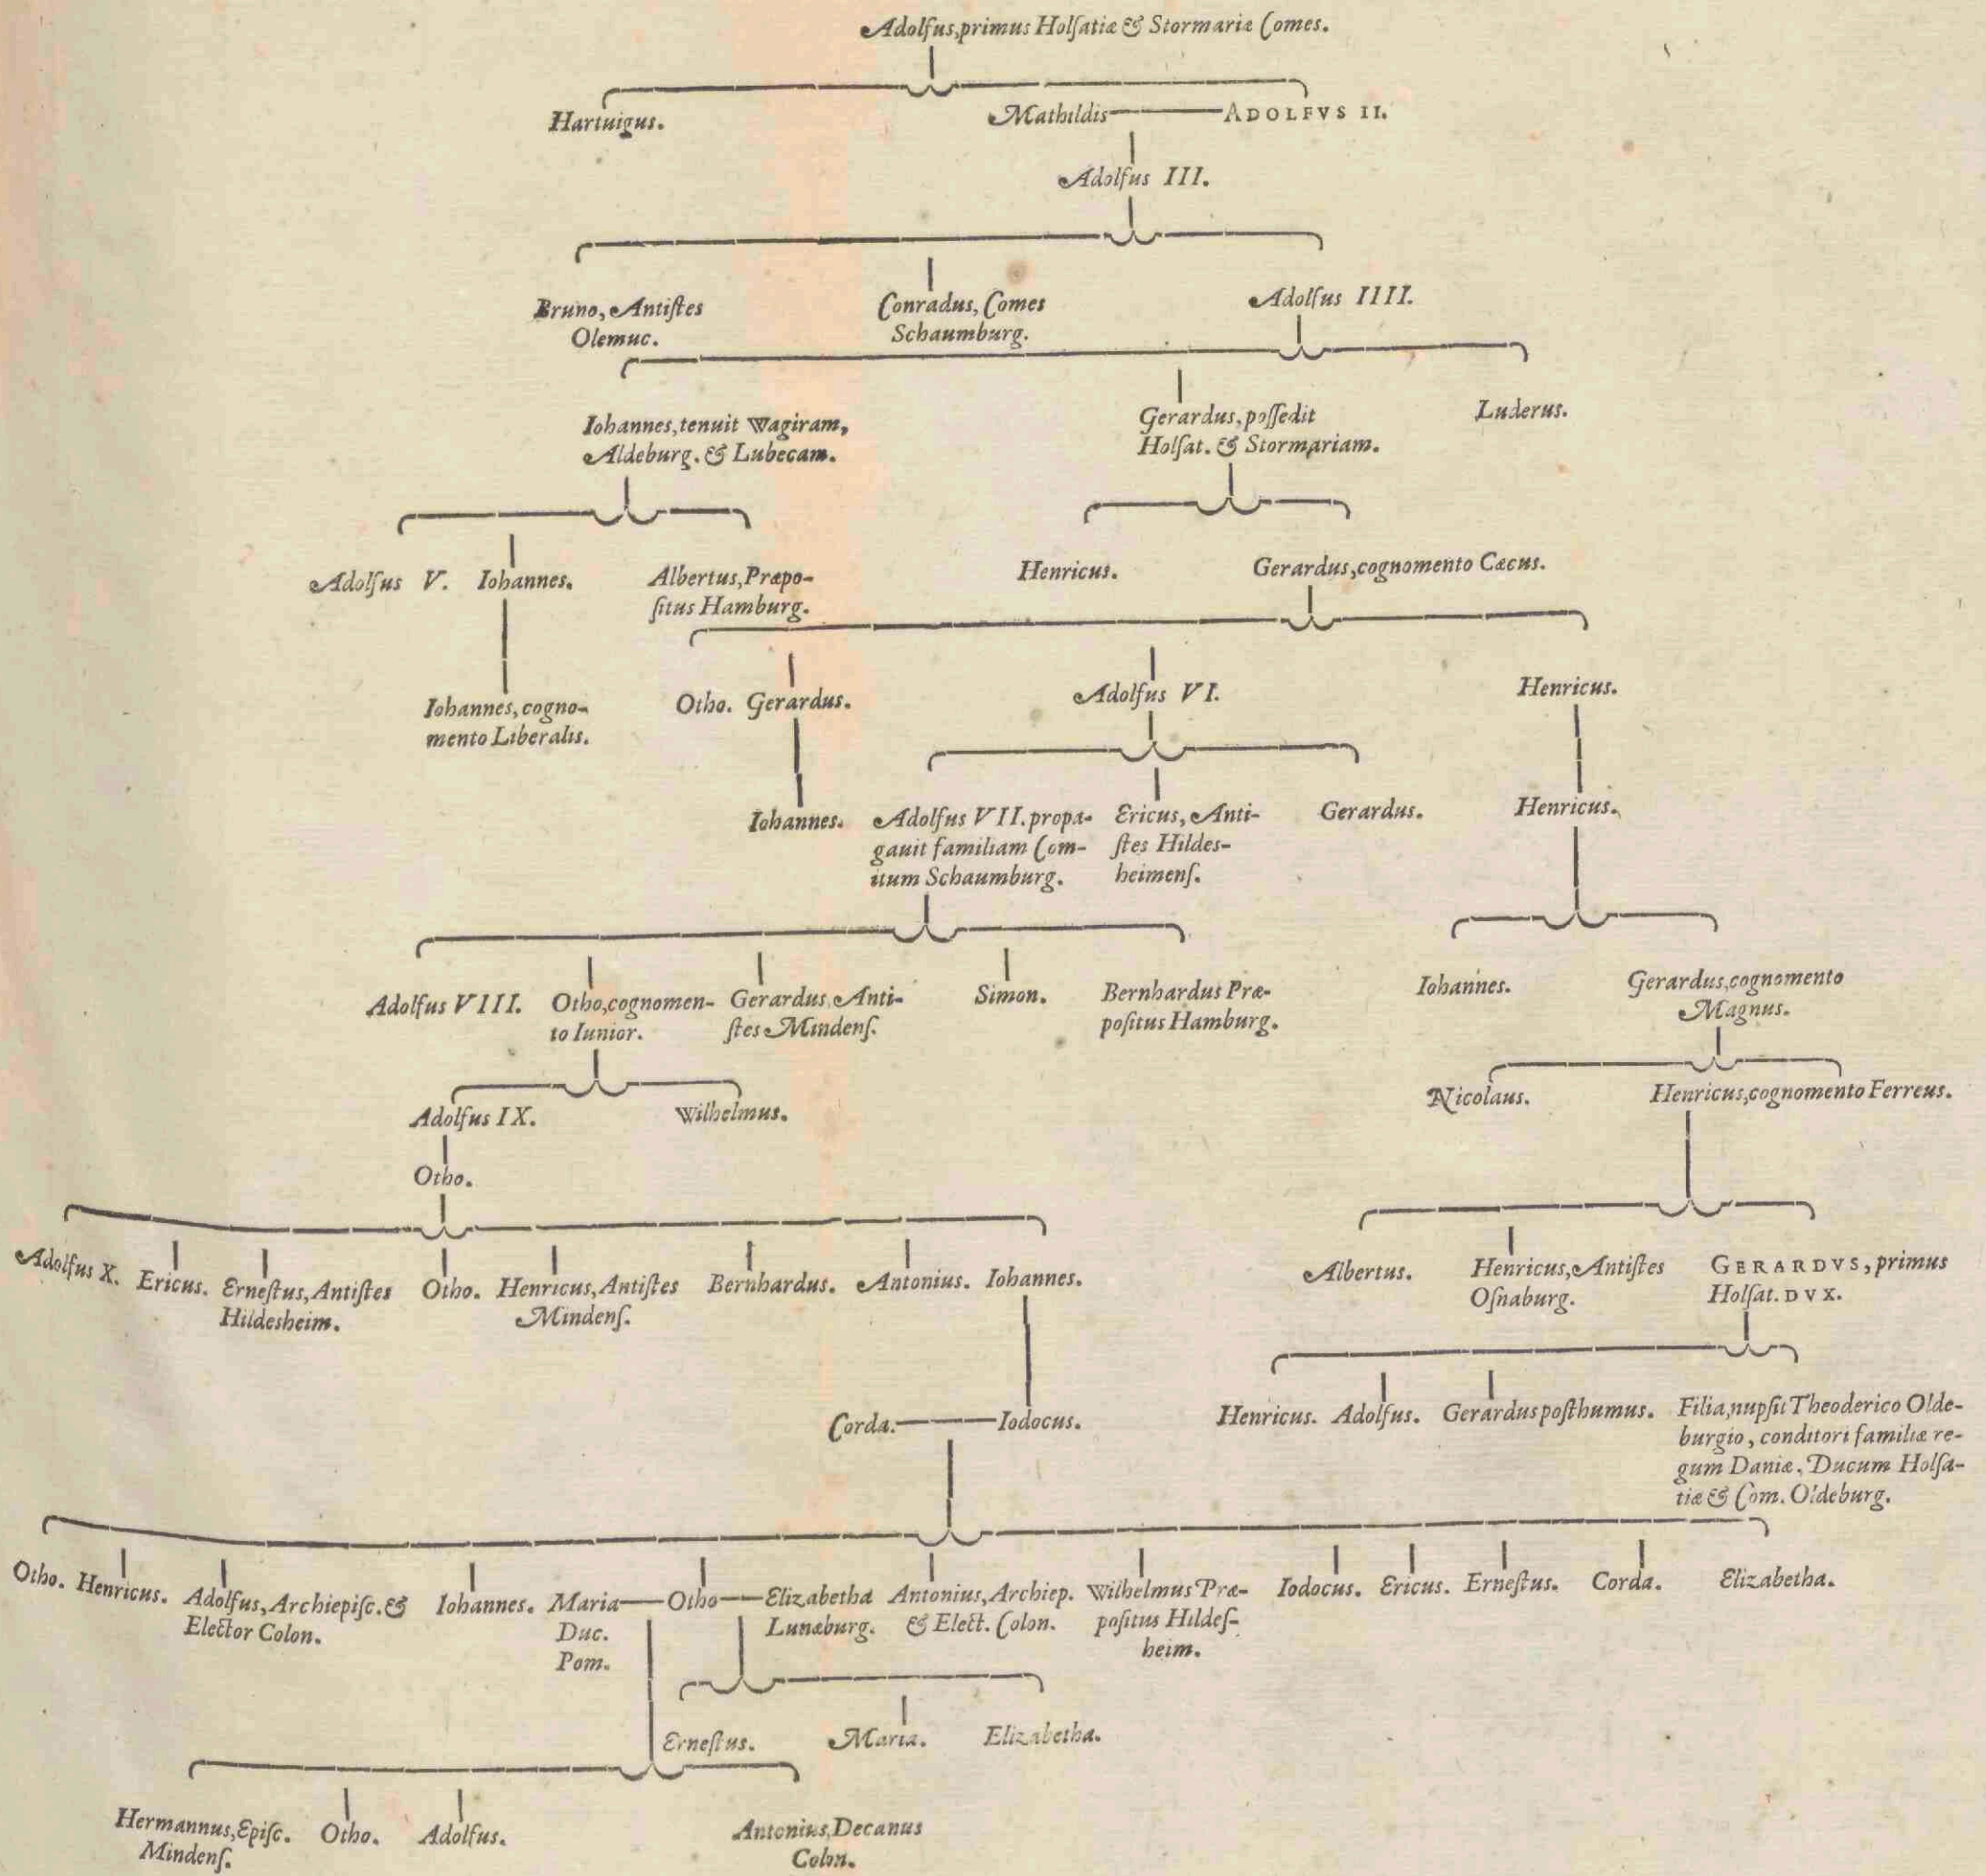 Adolfus, primus Holſatiæ & Stormariæ Comes.
Hartuigus.
Mathildis
ADOLFVS II.
Adolfus III.
Bruno, Antiſtes
Olemuc.
Conradus, Comes
Schaumburg.
Adolfus IIII.
Iohannes, tenuit Wagiram,
Aldeburg. & Lubecam.
Gerardus, poſſedit
Holſat. & Stormariam.
Luderus.
Adolfus V.
Iohannes.
Albertus, Præpo-
ſitus Hamburg.
Henricus.
Gerardus, cognomento Cæcus.
Iohannes, cogno-
mento Liberalis.
Otho.
Gerardus.
Adolfus VI.
Henricus.
Iohannes.
Adolfus VII. propa-
gauit familiam Com-
itum Schaumburg.
Ericus, Anti-
ſtes Hildes-
heimenſ.
Gerardus.
Henricus.
Adolfus VIII.
Otho, cognomen-
to Iunior.
Gerardus, Anti-
ſtes Mindenſ.
Simon.
Bernhardus Præ-
poſitus Hamburg.
Iohannes.
Gerardus, cognomento
Magnus.
Adolfus IX.
Wilhelmus.
Nicolaus.
Henricus, cognomento Ferreus.
Otho.
Adolfus X.
Ericus.
Erneſtus, Antiſtes
Hildesheim.
Otho.
Henricus, Antiſtes
Mindenſ.
Bernhardus.
Antonius.
Iohannes.
Albertus.
Henricus, Antiſtes
Oſnaburg.
GERARDVS, primus
Holſat. DVX.
Corda.
Iodocus.
Henricus.
Adolfus.
Gerardus poſthumus.
Filia, nupſit Theoderico Olde-
burgio, conditori familiæ re-
gum Daniæ, Ducum Holſa-
tiæ & Com. Oldeburg.
Otho.
Henricus.
Adolfus, Archiepiſc. &
Elector Colon.
Iohannes.
Maria
Duc.
Pom.
Otho
Elizabetha
Lunæburg.
Antonius, Archiep.
& Elect. Colon.
Wilhelmus Præ-
poſitus Hildeſ-
heim.
Iodocus.
Ericus.
Erneſtus.
Corda.
Elizabetha.
Erneſtus.
Maria.
Elizabetha.
Hermannus, Epiſc.
Mindenſ.
Otho.
Adolfus.
Antonius, Decanus
Colon.